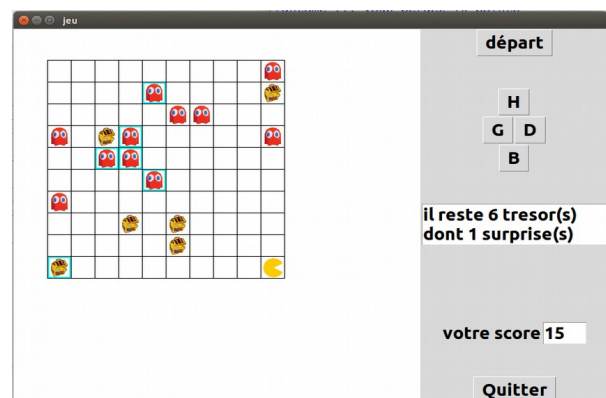 jeu
départ
H
G D
B
il reste 6 tresor(s)
dont 1 surprise(s)
votre score 15
Quitter